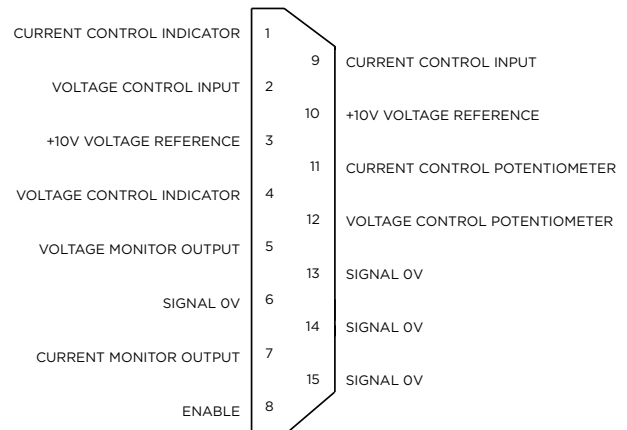 CURRENT CONTROL INDICATOR 1
9 CURRENT CONTROL INPUT
VOLTAGE CONTROL INPUT 2
10 +10V VOLTAGE REFERENCE
+10V VOLTAGE REFERENCE 3
11 CURRENT CONTROL POTENTIOMETER
VOLTAGE CONTROL INDICATOR 4
12 VOLTAGE CONTROL POTENTIOMETER
VOLTAGE MONITOR OUTPUT 5
13 SIGNAL 0V
SIGNAL 0V 6
14 SIGNAL 0V
CURRENT MONITOR OUTPUT 7
15 SIGNAL 0V
ENABLE 8